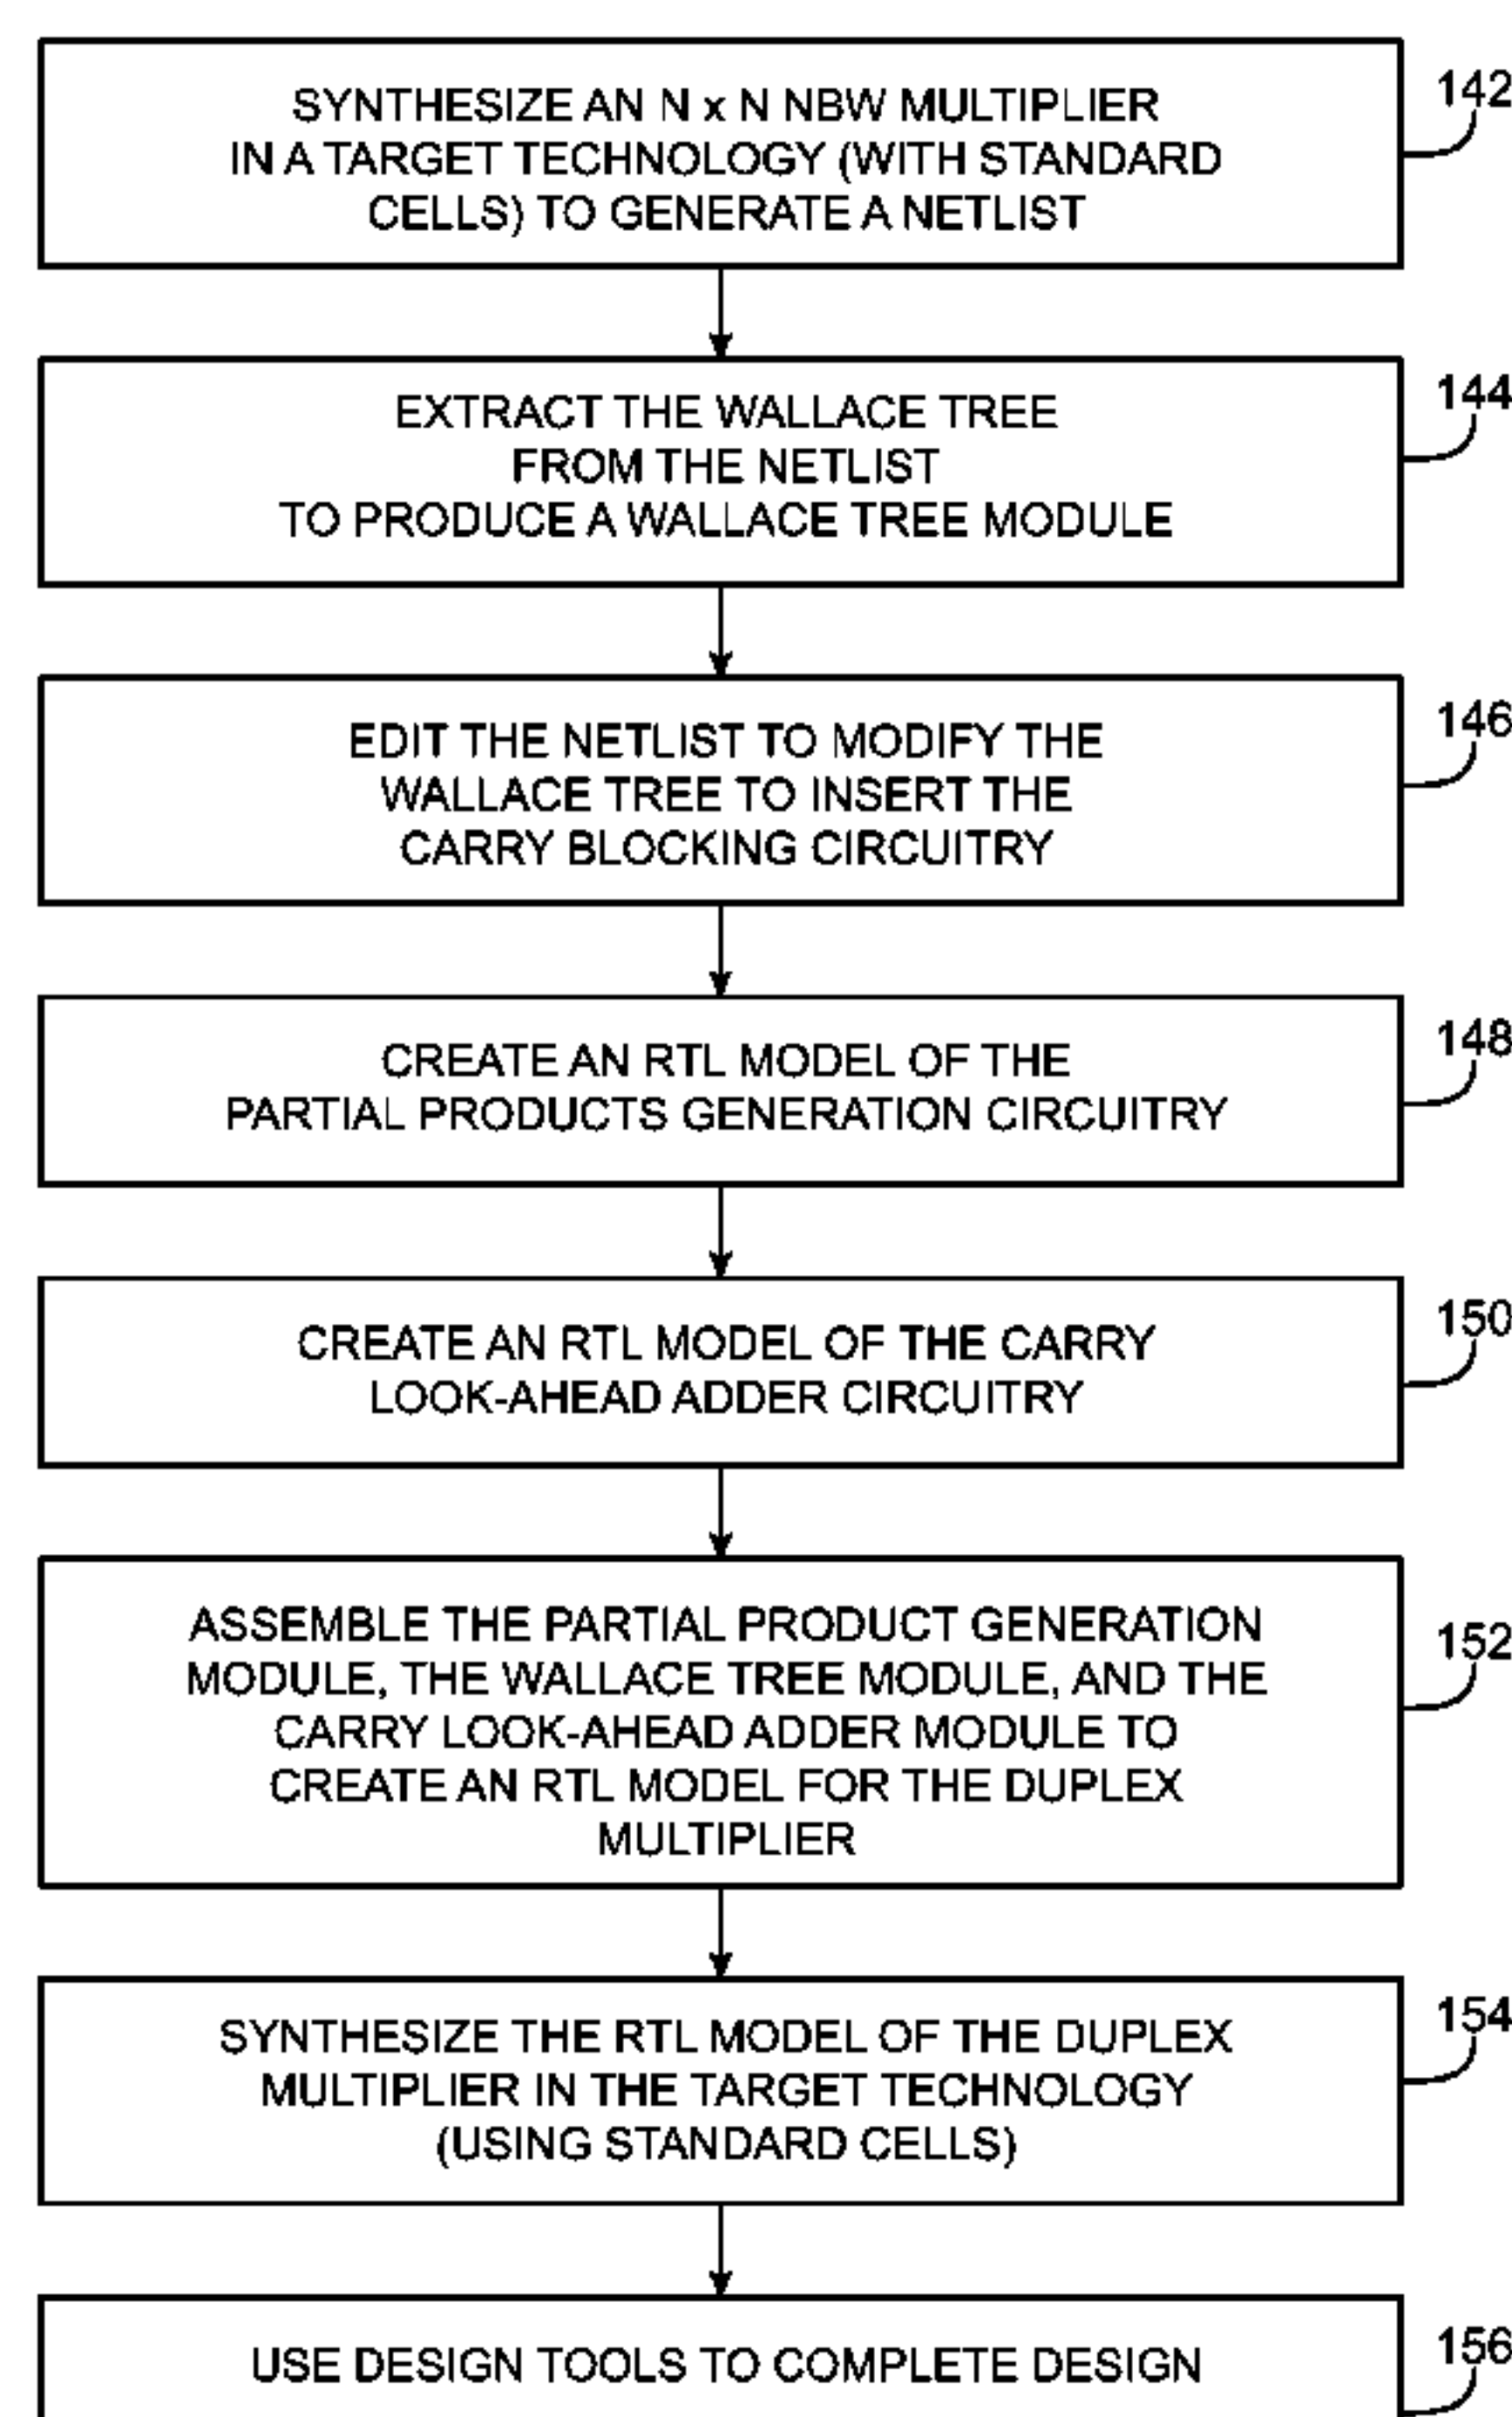 142
SYNTHESIZE AN N x N NBW MULTIPLIER
IN A TARGET TECHNOLOGY (WITH STANDARD
CELLS) TO GENERATE A NETLIST
144
EXTRACT THE WALLACE TREE
FROM THE NETLIST
TO PRODUCE A WALLACE TREE MODULE
146
EDIT THE NETLIST TO MODIFY THE
WALLACE TREE TO INSERT THE
CARRY BLOCKING CIRCUITRY
148
CREATE AN RTL MODEL OF THE
PARTIAL PRODUCTS GENERATION CIRCUITRY
150
CREATE AN RTL MODEL OF THE CARRY
LOOK-AHEAD ADDER CIRCUITRY
152
ASSEMBLE THE PARTIAL PRODUCT GENERATION
MODULE, THE WALLACE TREE MODULE, AND THE
CARRY LOOK-AHEAD ADDER MODULE TO
CREATE AN RTL MODEL FOR THE DUPLEX
MULTIPLIER
154
SYNTHESIZE THE RTL MODEL OF THE DUPLEX
MULTIPLIER IN THE TARGET TECHNOLOGY
(USING STANDARD CELLS)
156
USE DESIGN TOOLS TO COMPLETE DESIGN